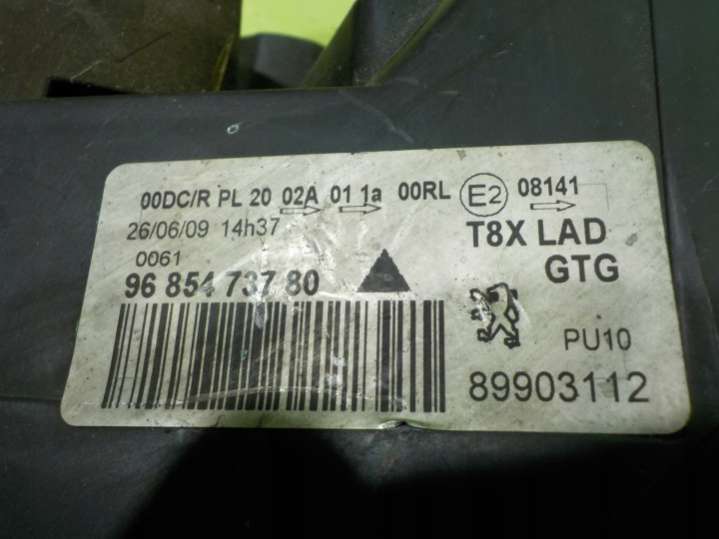 00DC/R PL 20 02A 01 1a 00RL E2 08141
26/06/09 14h37
T8X LAD
0061
GTG
96 854 737 80
PU10
89903112